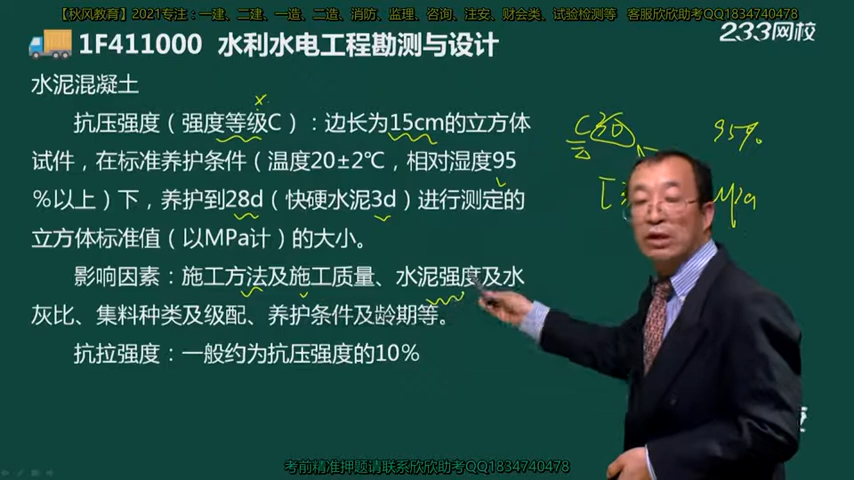 【秋风教育】2021专注：一建、二建、一造、二造、消防、监理、咨询、注安、财会类、试验检测等　客服欣欣助考QQ1834740478
233网校
1F411000 水利水电工程勘测与设计
水泥混凝土
抗压强度（强度等级C）：边长为15cm的立方体
试件，在标准养护条件（温度20±2℃，相对湿度95
%以上）下，养护到28d（快硬水泥3d）进行测定的
立方体标准值（以MPa计）的大小。
影响因素：施工方法及施工质量、水泥强度及水
灰比、集料种类及级配、养护条件及龄期等。
抗拉强度：一般约为抗压强度的10%
C30
95%
MPa
考前精准押题请联系欣欣助考QQ1834740478